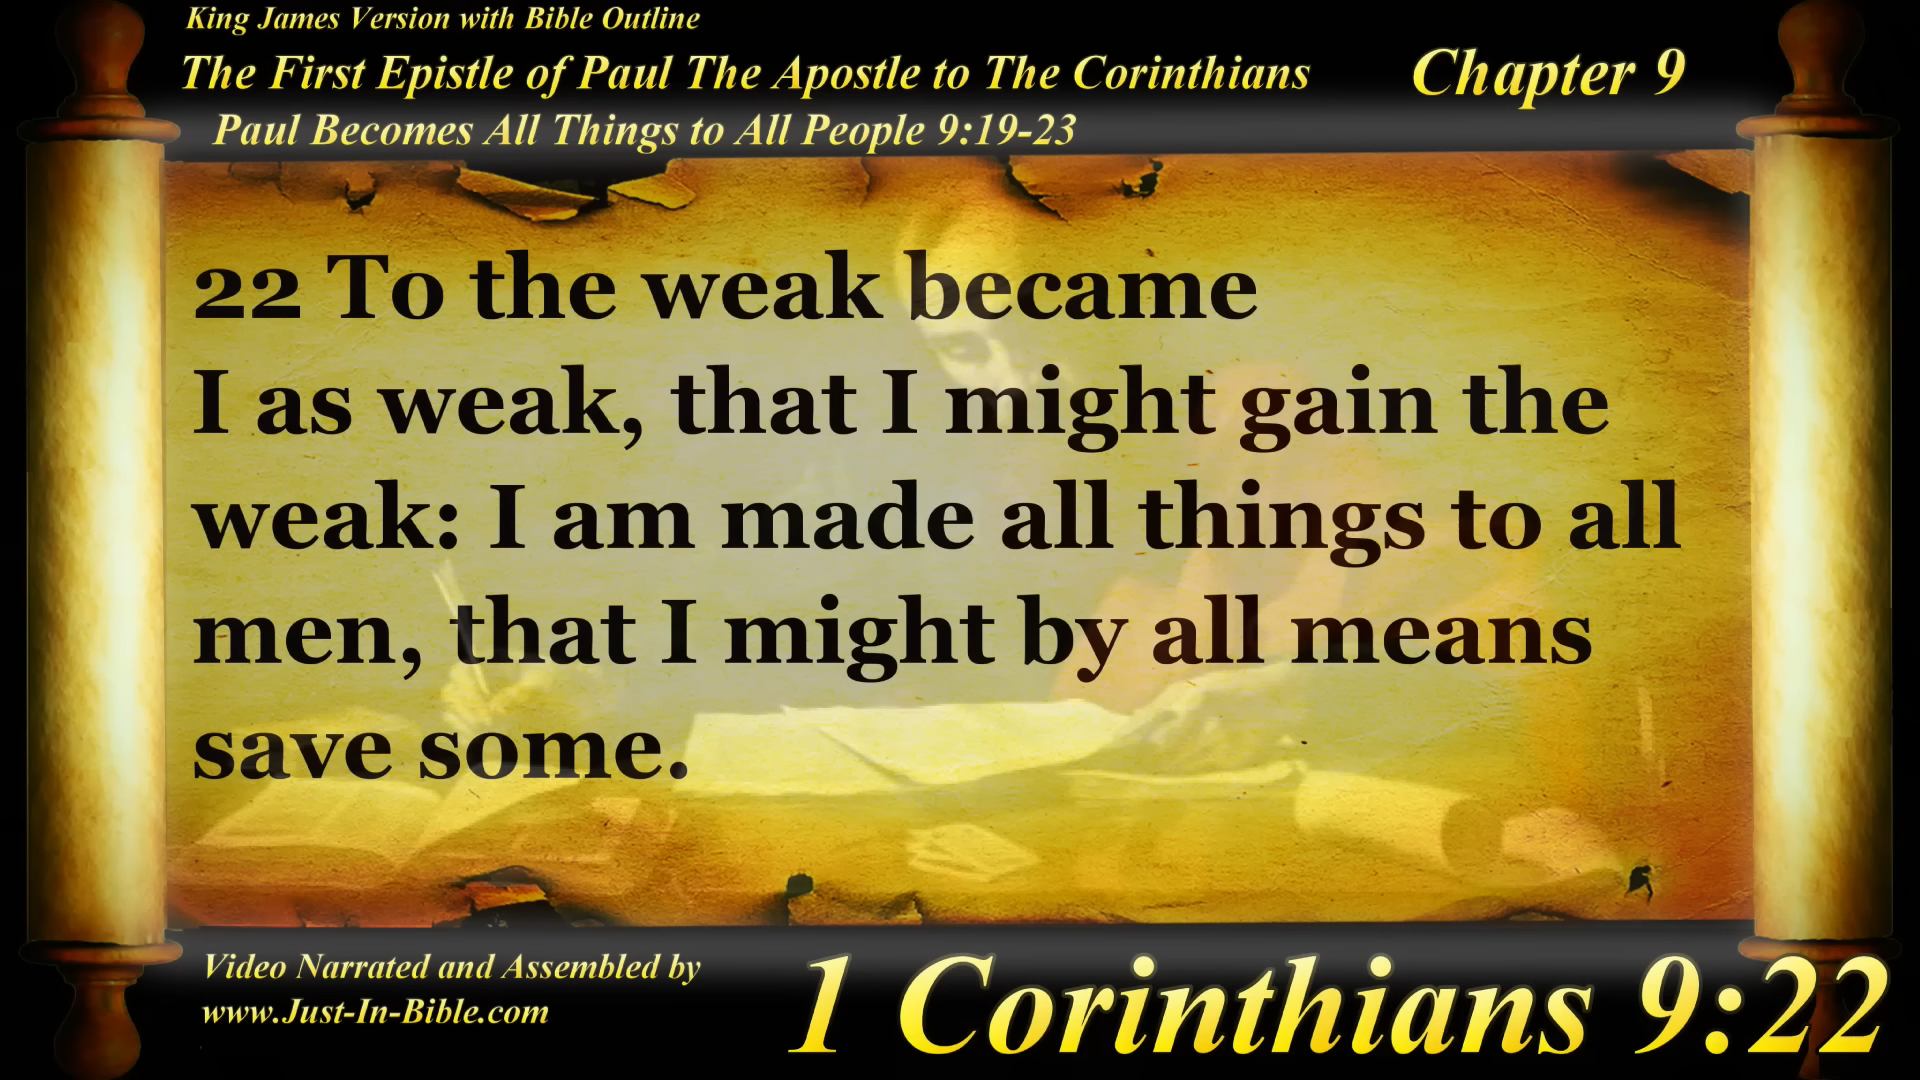 King James Version with Bible Outline
The First Epistle of Paul The Apostle to The Corinthians
Chapter 9
Paul Becomes All Things to All People 9:19-23
22 To the weak became
I as weak, that I might gain the
weak: I am made all things to all
men, that I might by all means
save some.
Video Narrated and Assembled by
www.Just-In-Bible.com
1 Corinthians 9:22